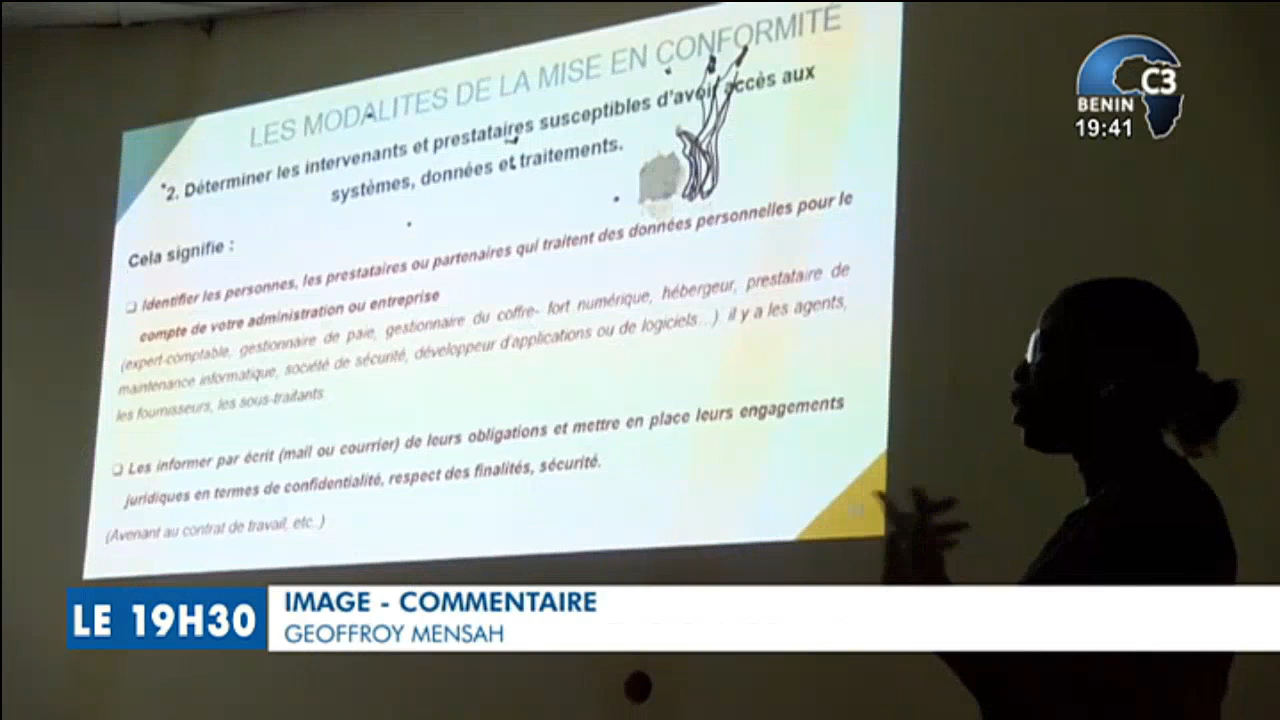 LES MODALITES DE LA MISE EN CONFORMITÉ
2. Déterminer les intervenants et prestataires susceptibles d'avoir accès aux
systèmes, données et traitements.
Cela signifie :
❑ Identifier les personnes, les prestataires ou partenaires qui traitent des données personnelles pour le
compte de votre administration ou entreprise
(expert-comptable, gestionnaire de paie, gestionnaire du coffre- fort numérique, hébergeur, prestataire de
maintenance informatique, société de sécurité, développeur d'applications ou de logiciels...) il y a les agents,
les fournisseurs, les sous-traitants
❑ Les informer par écrit (mail ou courrier) de leurs obligations et mettre en place leurs engagements
juridiques en termes de confidentialité, respect des finalités, sécurité.
(Avenant au contrat de travail, etc..)
C3
BENIN
19:41
LE 19H30
IMAGE - COMMENTAIRE
GEOFFROY MENSAH